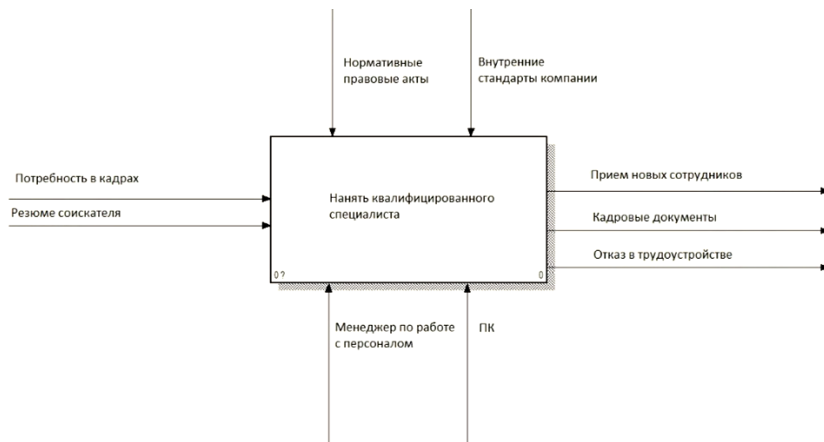 Нормативные
правовые акты
Внутренние
стандарты компании
Потребность в кадрах
Резюме соискателя
Нанять квалифицированного
специалиста
0 ?
0
Прием новых сотрудников
Кадровые документы
Отказ в трудоустройстве
Менеджер по работе
с персоналом
ПК